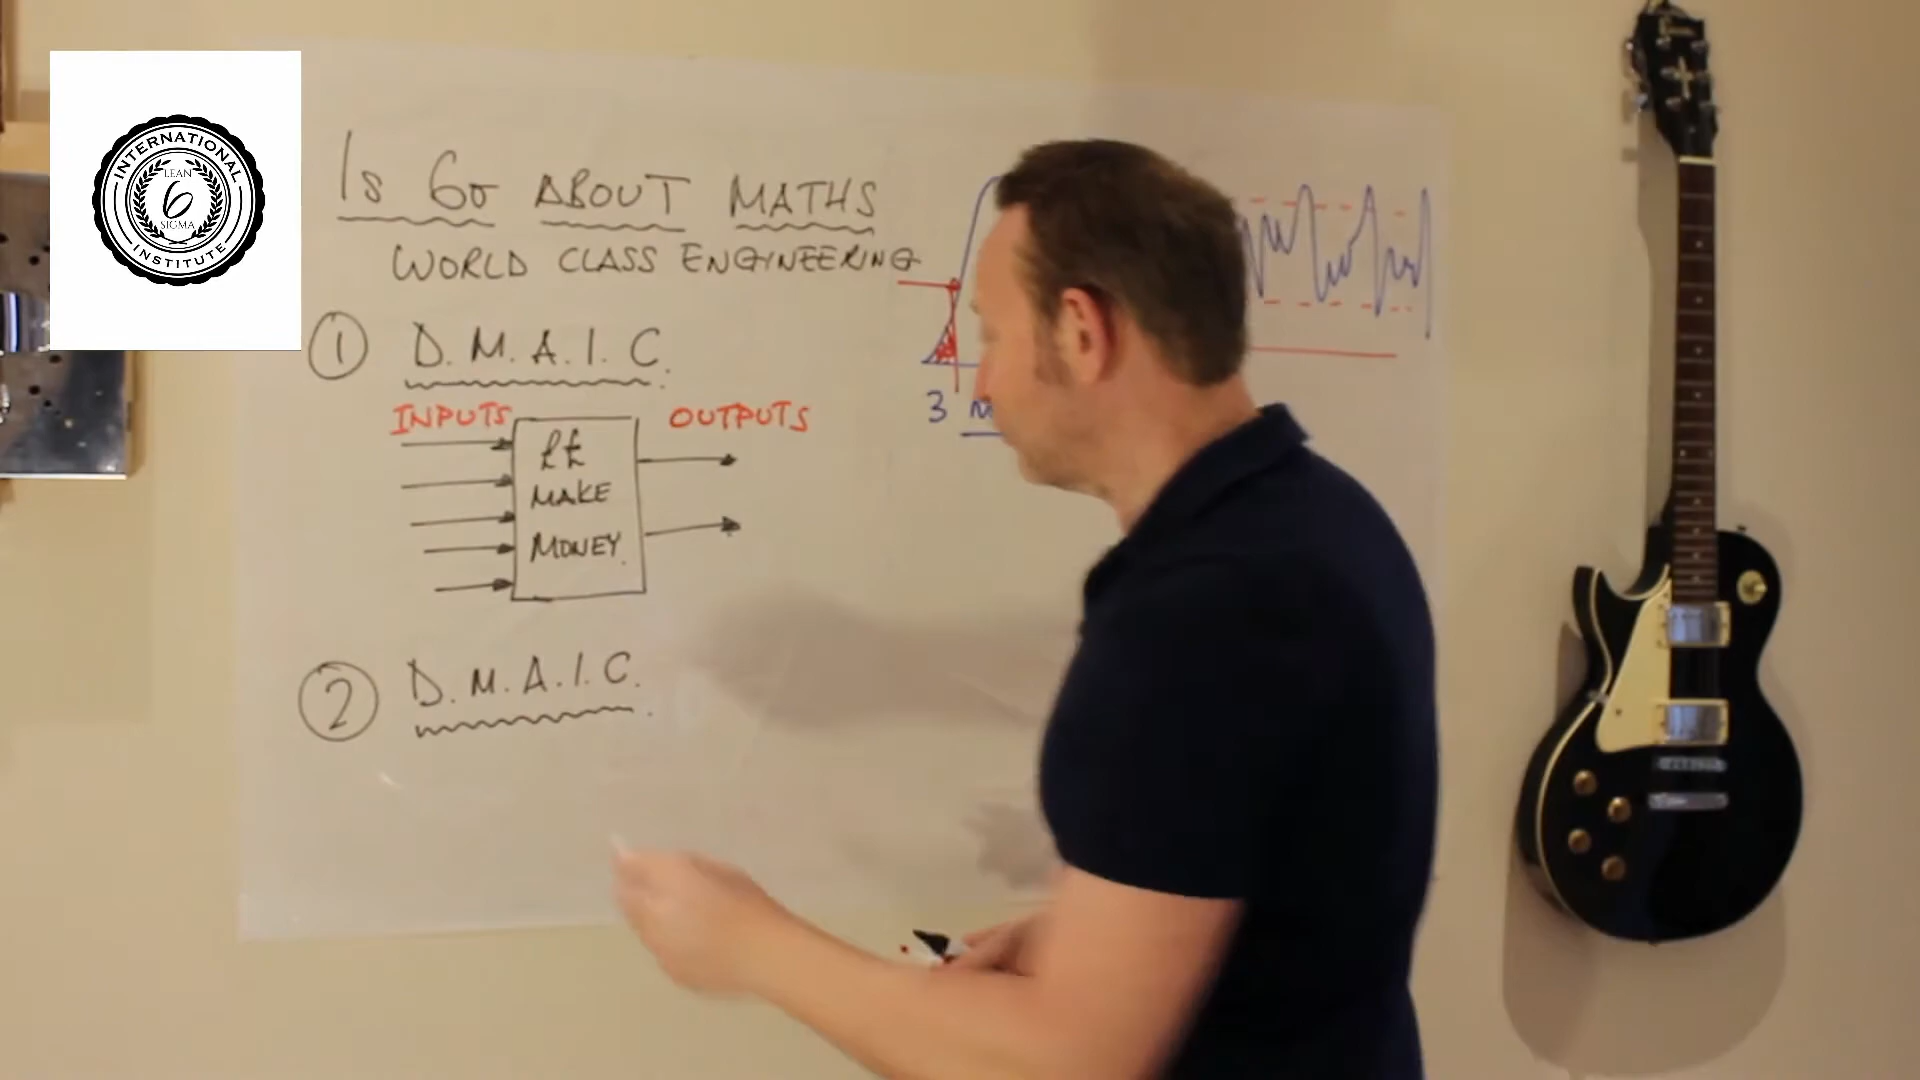 INTERNATIONAL
LEAN
6
SIGMA
INSTITUTE
Is 6σ ABOUT MATHS
WORLD CLASS ENGINEERING
① D.M.A.I.C.
INPUTS
OUTPUTS
££
MAKE
MONEY.
3
② D.M.A.I.C.